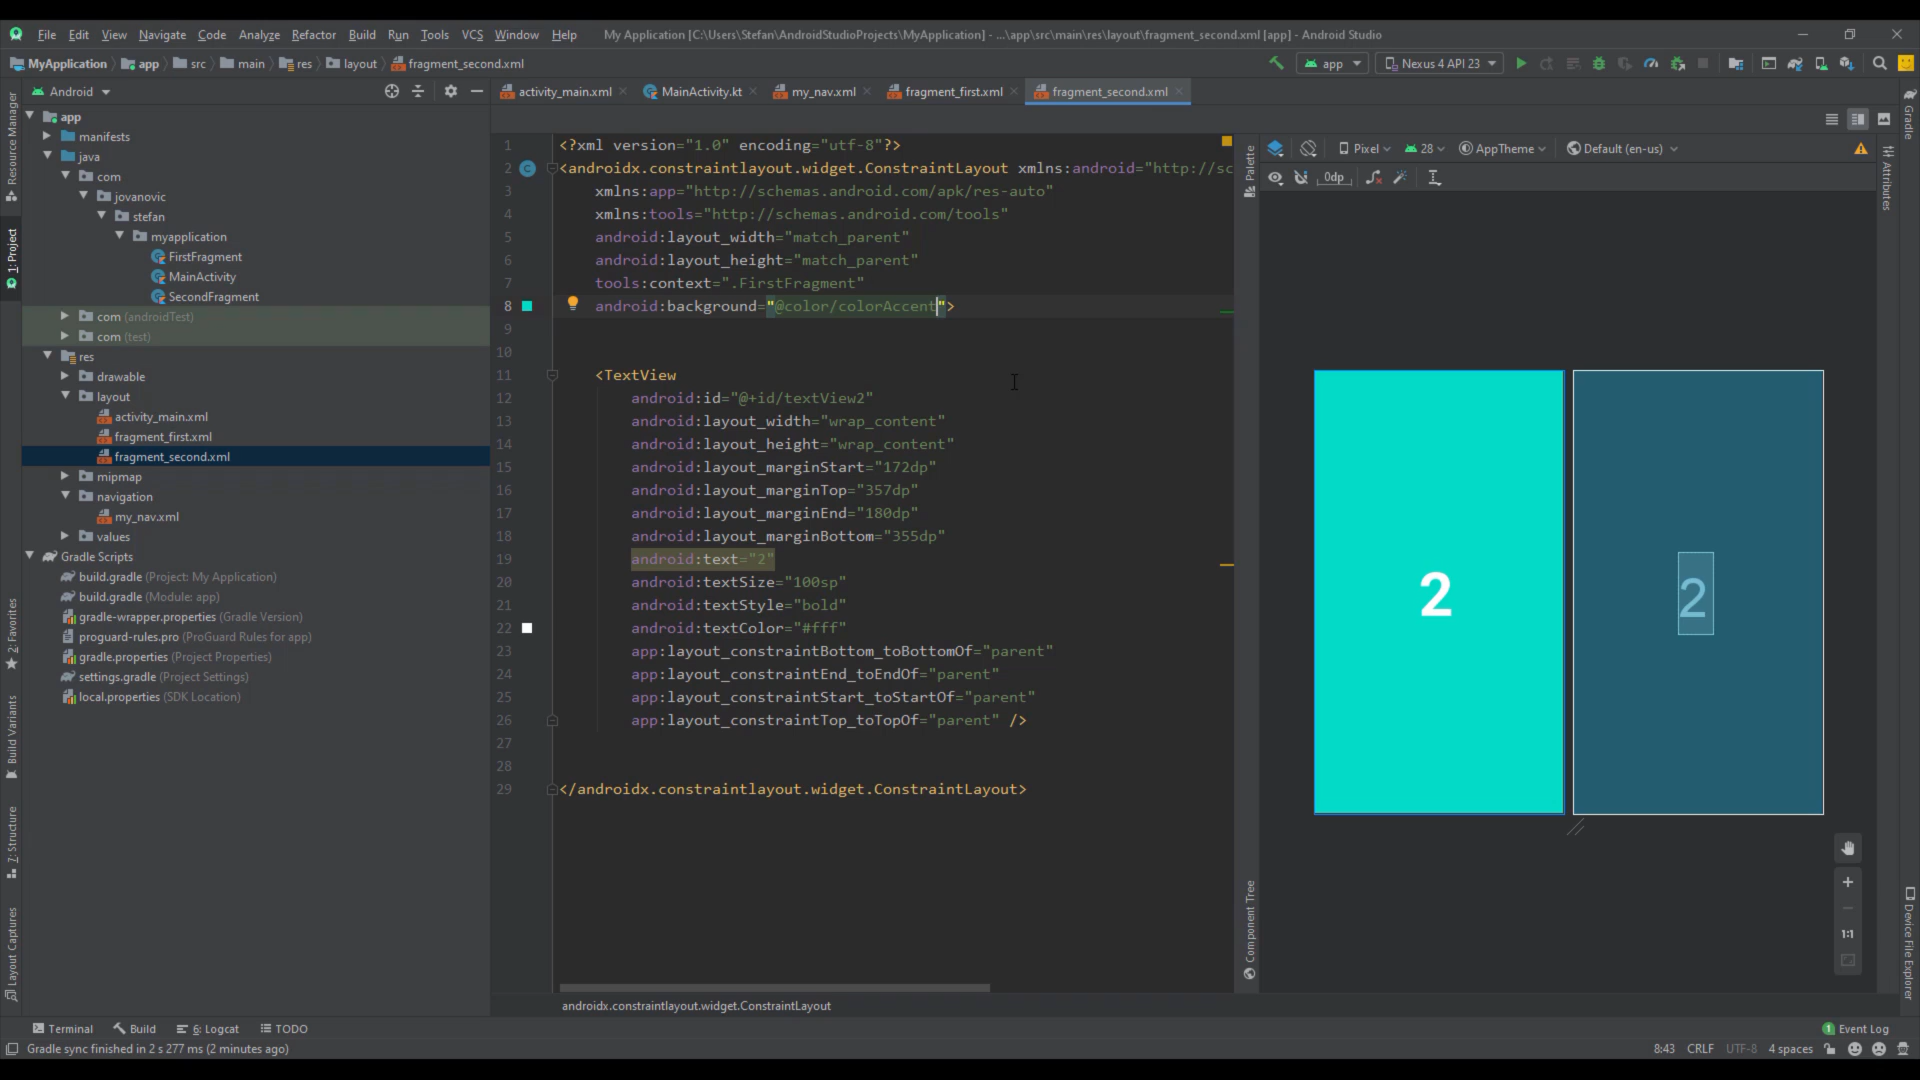 File Edit View Navigate Code Analyze Refactor Build Run Tools VCS Window Help My Application [C:\Users\Stefan\AndroidStudioProjects\MyApplication] - ...\app\src\main\res\layout\fragment_second.xml [app] - Android Studio
MyApplication app src main res layout fragment_second.xml
app Nexus 4 API 23
Android
activity_main.xml MainActivity.kt my_nav.xml fragment_first.xml fragment_second.xml
app
manifests
java
com
jovanovic
stefan
myapplication
FirstFragment
MainActivity
SecondFragment
com (androidTest)
com (test)
res
drawable
layout
activity_main.xml
fragment_first.xml
fragment_second.xml
mipmap
navigation
my_nav.xml
values
Gradle Scripts
build.gradle (Project: My Application)
build.gradle (Module: app)
gradle-wrapper.properties (Gradle Version)
proguard-rules.pro (ProGuard Rules for app)
gradle.properties (Project Properties)
settings.gradle (Project Settings)
local.properties (SDK Location)
Resource Manager
1: Project
2: Favorites
Build Variants
7: Structure
Layout Captures
1 <?xml version="1.0" encoding="utf-8"?>
2 <androidx.constraintlayout.widget.ConstraintLayout xmlns:android="http://sc
3 xmlns:app="http://schemas.android.com/apk/res-auto"
4 xmlns:tools="http://schemas.android.com/tools"
5 android:layout_width="match_parent"
6 android:layout_height="match_parent"
7 tools:context=".FirstFragment"
8 android:background="@color/colorAccent">
9
10
11 <TextView
12 android:id="@+id/textView2"
13 android:layout_width="wrap_content"
14 android:layout_height="wrap_content"
15 android:layout_marginStart="172dp"
16 android:layout_marginTop="357dp"
17 android:layout_marginEnd="180dp"
18 android:layout_marginBottom="355dp"
19 android:text="2"
20 android:textSize="100sp"
21 android:textStyle="bold"
22 android:textColor="#fff"
23 app:layout_constraintBottom_toBottomOf="parent"
24 app:layout_constraintEnd_toEndOf="parent"
25 app:layout_constraintStart_toStartOf="parent"
26 app:layout_constraintTop_toTopOf="parent" />
27
28
29 </androidx.constraintlayout.widget.ConstraintLayout>
androidx.constraintlayout.widget.ConstraintLayout
Palette
Component Tree
Pixel 28 AppTheme Default (en-us)
0dp
2
2
1:1
Attributes
Gradle
Device File Explorer
Terminal Build 6: Logcat TODO
1 Event Log
Gradle sync finished in 2 s 277 ms (2 minutes ago)
8:43 CRLF UTF-8 4 spaces